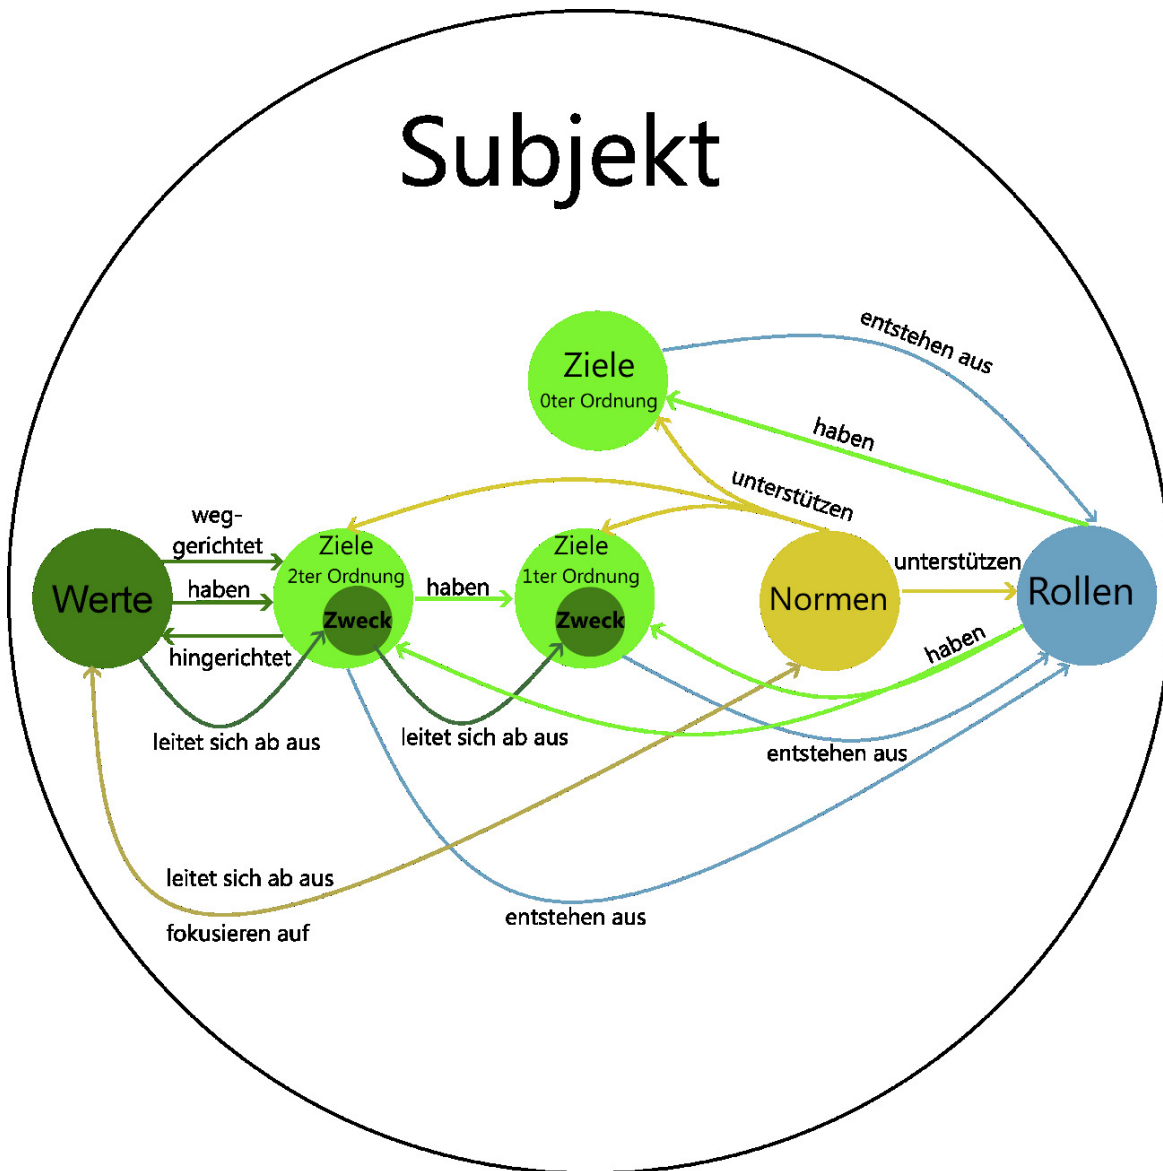 Subjekt
entstehen aus
Ziele
0ter Ordnung
haben
unterstützen
weg-
gerichtet
haben
hingerichtet
Werte
Ziele
2ter Ordnung
Zweck
haben
Ziele
1ter Ordnung
Zweck
Normen
unterstützen
Rollen
haben
leitet sich ab aus
leitet sich ab aus
entstehen aus
leitet sich ab aus
fokusieren auf
entstehen aus